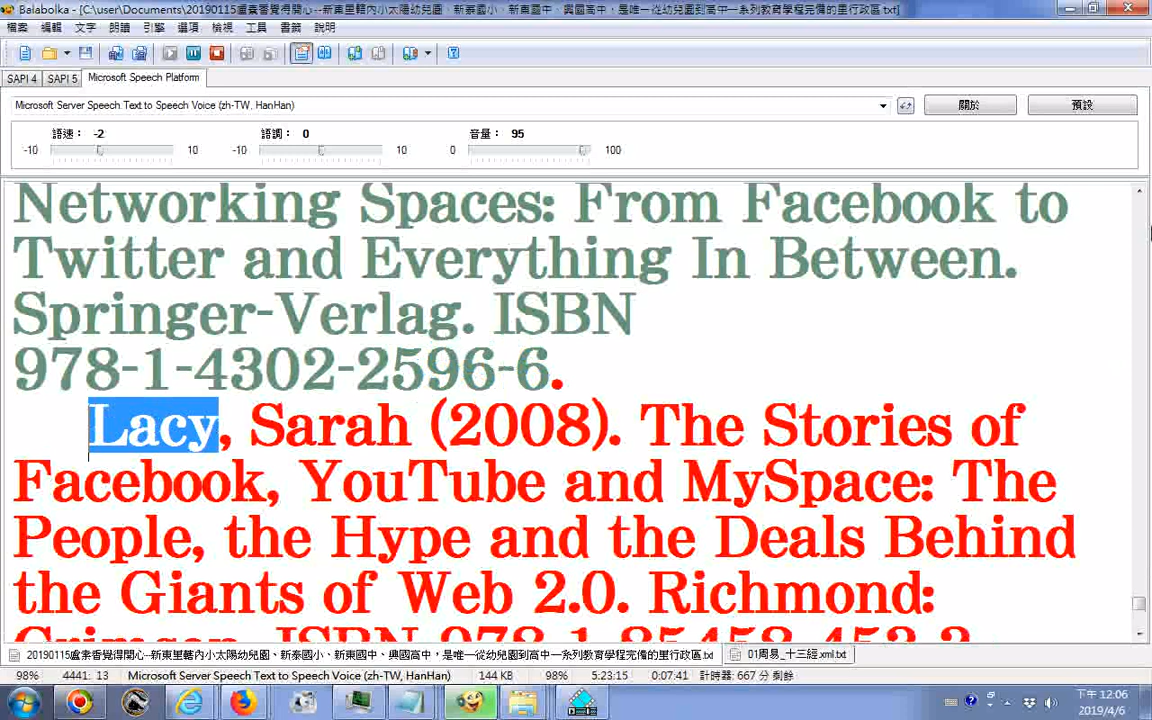 Balabolka - [C:\user\Documents\20190115盧素香覺得開心--新東里轄內小太陽幼兒園、新泰國小、新東國中、興國高中，是唯一從幼兒園到高中一系列教育學程完備的里行政區.txt]
檔案 編輯 文字 朗讀 引擎 選項 檢視 工具 書籤 說明
SAPI 4 SAPI 5 Microsoft Speech Platform
Microsoft Server Speech Text to Speech Voice (zh-TW, HanHan) 關於 預設
語速： -2 語調： 0 音量： 95
-10 10 -10 10 0 100
Networking Spaces: From Facebook to
Twitter and Everything In Between.
Springer-Verlag. ISBN
978-1-4302-2596-6.
Lacy, Sarah (2008). The Stories of
Facebook, YouTube and MySpace: The
People, the Hype and the Deals Behind
the Giants of Web 2.0. Richmond:
Crimson. ISBN 978-1-85458-453-3
20190115盧素香覺得開心--新東里轄內小太陽幼兒園、新泰國小、新東國中、興國高中，是唯一從幼兒園到高中一系列教育學程完備的里行政區.txt 01周易_十三經.xml.txt
98% 4441: 13 Microsoft Server Speech Text to Speech Voice (zh-TW, HanHan) 144 KB 98% 5:23:15 0:07:41 計時器: 667 分 剩餘
下午 12:06
2019/4/6